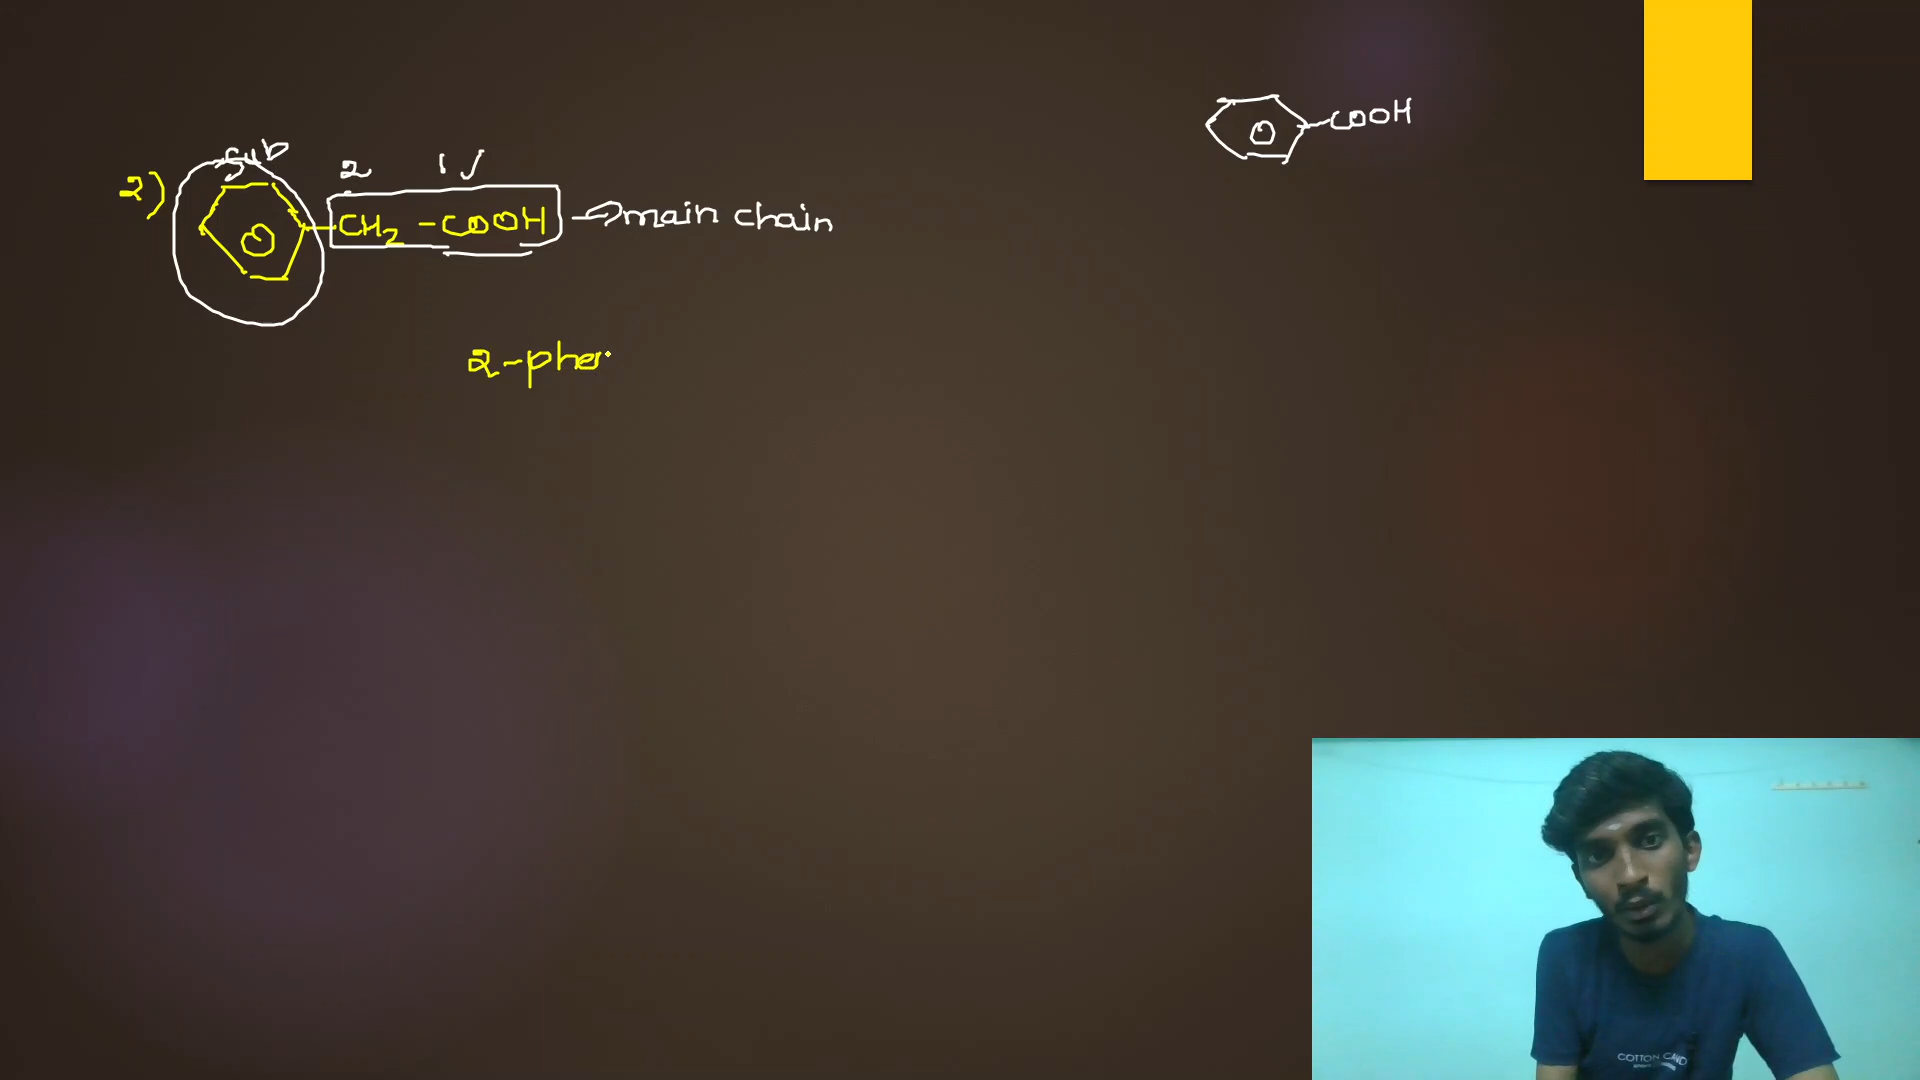 sub
2 1 ✓
2) CH2 - COOH → main chain
COOH
2-phe
COTTON